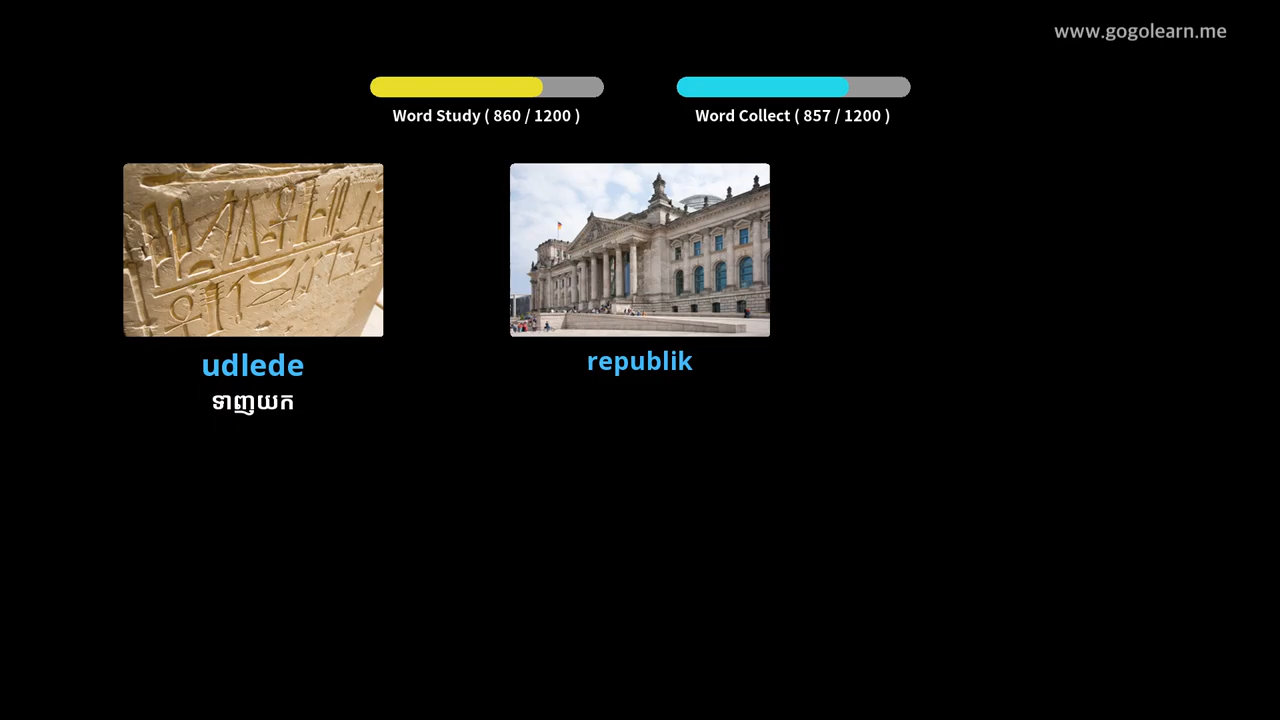 www.gogolearn.me
Word Study ( 860 / 1200 )
Word Collect ( 857 / 1200 )
udlede
ទាញយក
republik